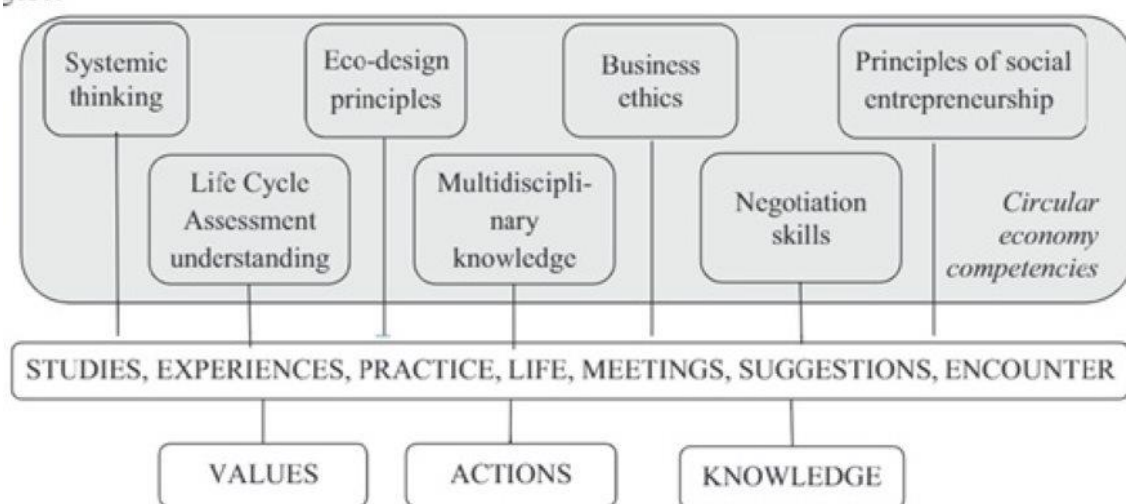 Systemic
thinking
Eco-design
principles
Business
ethics
Principles of social
entrepreneurship
Life Cycle
Assessment
understanding
Multidiscipli-
nary
knowledge
Negotiation
skills
Circular
economy
competencies
STUDIES, EXPERIENCES, PRACTICE, LIFE, MEETINGS, SUGGESTIONS, ENCOUNTER
VALUES
ACTIONS
KNOWLEDGE